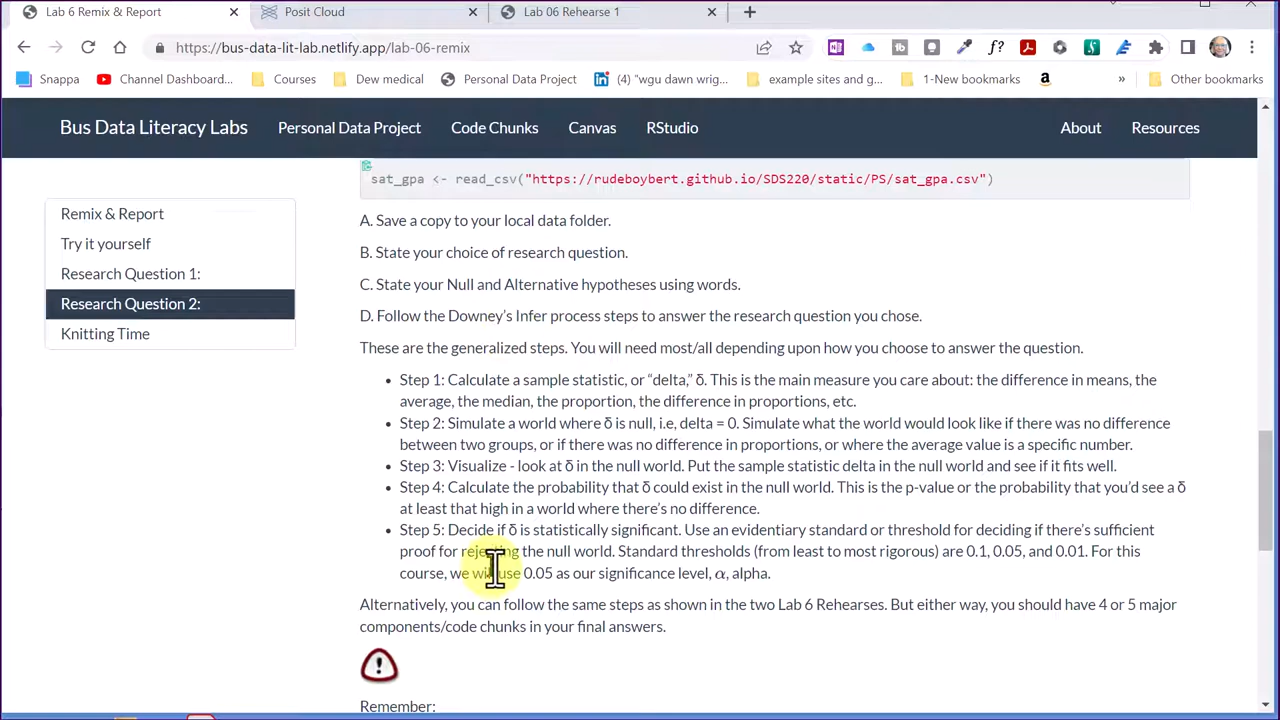 Lab 6 Remix & Report
Posit Cloud
Lab 06 Rehearse 1
https://bus-data-lit-lab.netlify.app/lab-06-remix
Snappa
Channel Dashboard...
Courses
Dew medical
Personal Data Project
(4) "wgu dawn wrig...
example sites and g...
1-New bookmarks
»
Other bookmarks
Bus Data Literacy Labs
Personal Data Project
Code Chunks
Canvas
RStudio
About
Resources
Remix & Report
Try it yourself
Research Question 1:
Research Question 2:
Knitting Time
sat_gpa <- read_csv("https://rudeboybert.github.io/SDS220/static/PS/sat_gpa.csv")
A. Save a copy to your local data folder.
B. State your choice of research question.
C. State your Null and Alternative hypotheses using words.
D. Follow the Downey's Infer process steps to answer the research question you chose.
These are the generalized steps. You will need most/all depending upon how you choose to answer the question.
• Step 1: Calculate a sample statistic, or “delta,” δ. This is the main measure you care about: the difference in means, the
average, the median, the proportion, the difference in proportions, etc.
• Step 2: Simulate a world where δ is null, i.e, delta = 0. Simulate what the world would look like if there was no difference
between two groups, or if there was no difference in proportions, or where the average value is a specific number.
• Step 3: Visualize - look at δ in the null world. Put the sample statistic delta in the null world and see if it fits well.
• Step 4: Calculate the probability that δ could exist in the null world. This is the p-value or the probability that you'd see a δ
at least that high in a world where there's no difference.
• Step 5: Decide if δ is statistically significant. Use an evidentiary standard or threshold for deciding if there's sufficient
proof for rejecting the null world. Standard thresholds (from least to most rigorous) are 0.1, 0.05, and 0.01. For this
course, we will use 0.05 as our significance level, α, alpha.
Alternatively, you can follow the same steps as shown in the two Lab 6 Rehearses. But either way, you should have 4 or 5 major
components/code chunks in your final answers.
Remember: